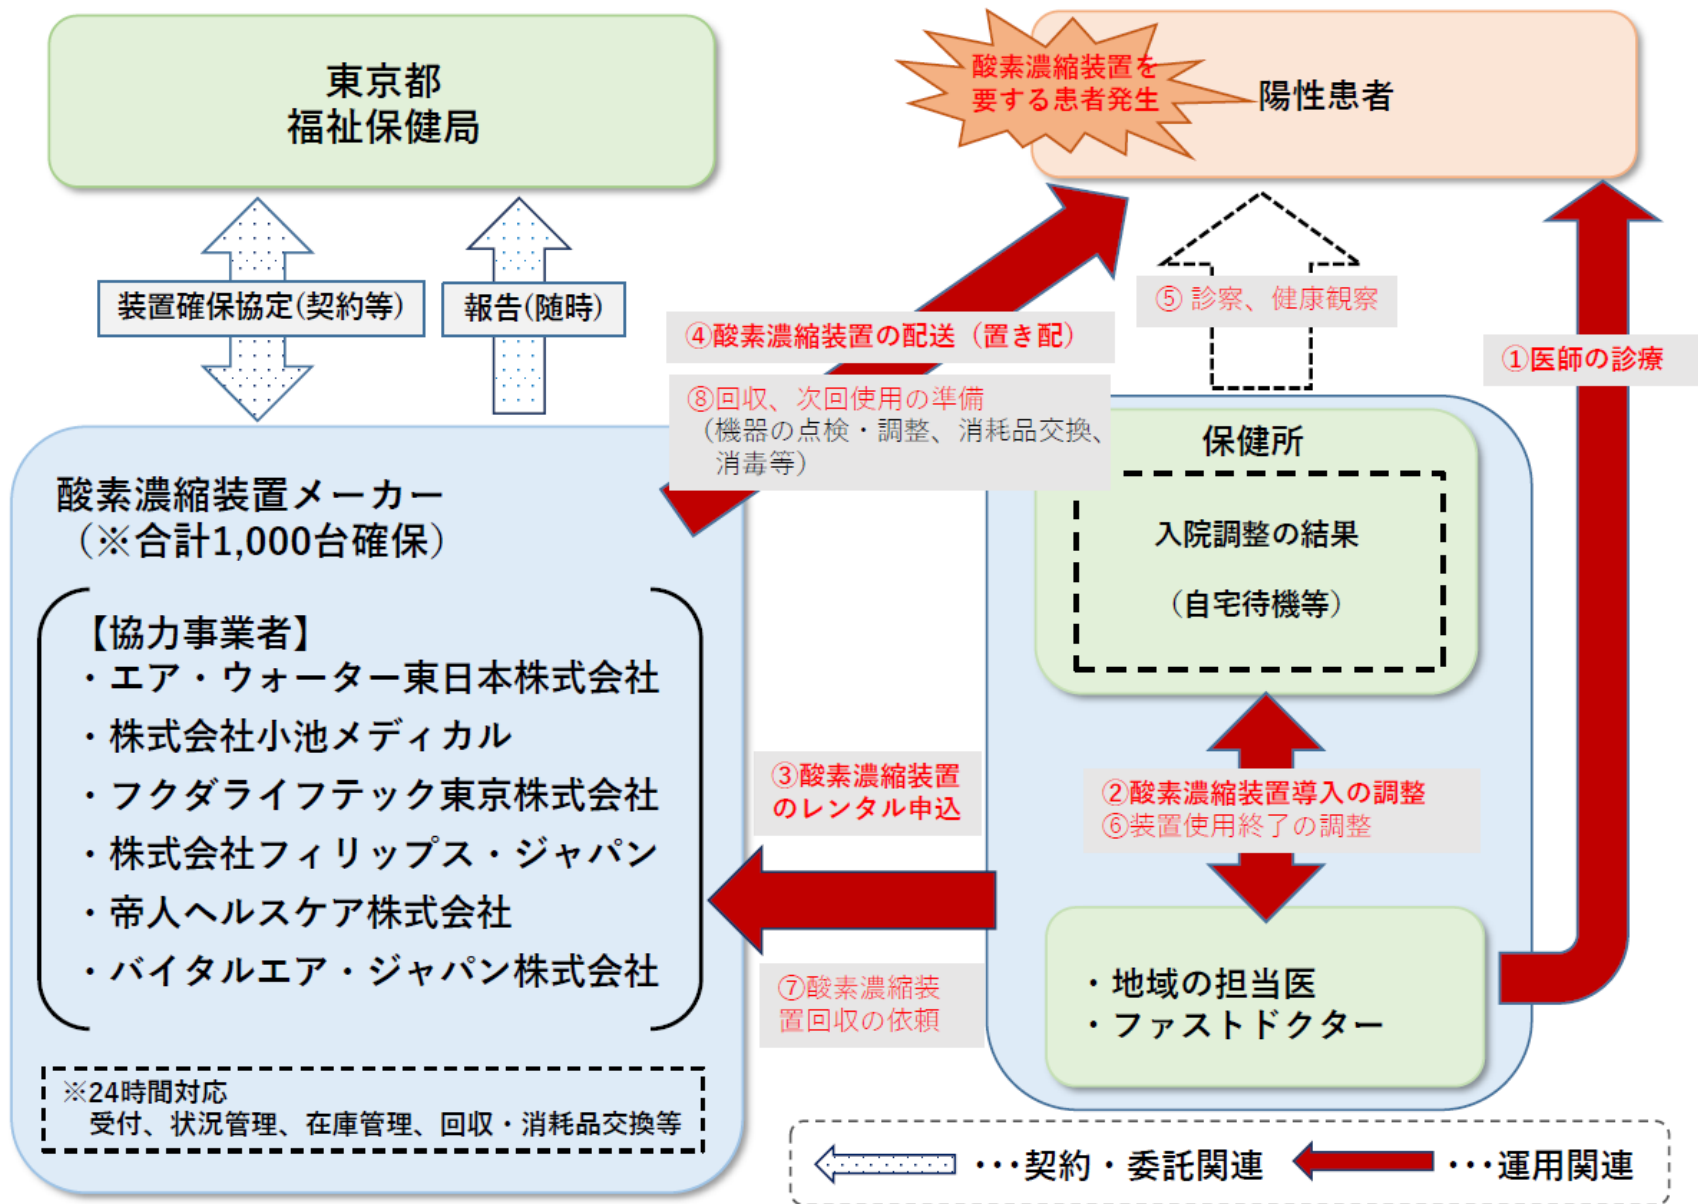 東京都
福祉保健局
酸素濃縮装置を
要する患者発生
陽性患者
装置確保協定(契約等)
報告(随時)
④酸素濃縮装置の配送（置き配）
⑧回収、次回使用の準備
（機器の点検・調整、消耗品交換、
消毒等）
⑤ 診察、健康観察
①医師の診療
酸素濃縮装置メーカー
（※合計1,000台確保）
【協力事業者】
・エア・ウォーター東日本株式会社
・株式会社小池メディカル
・フクダライフテック東京株式会社
・株式会社フィリップス・ジャパン
・帝人ヘルスケア株式会社
・バイタルエア・ジャパン株式会社
※24時間対応
受付、状況管理、在庫管理、回収・消耗品交換等
保健所
入院調整の結果
（自宅待機等）
③酸素濃縮装置
のレンタル申込
②酸素濃縮装置導入の調整
⑥装置使用終了の調整
⑦酸素濃縮装
置回収の依頼
・地域の担当医
・ファストドクター
・・・契約・委託関連
・・・運用関連